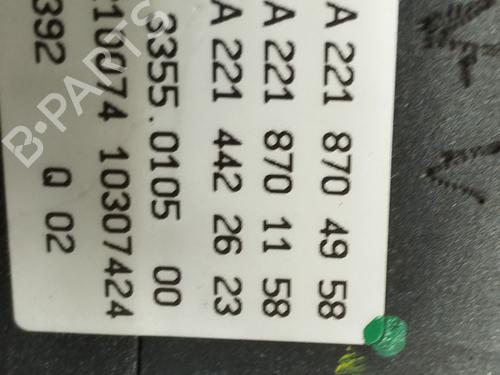 A 221 870 49 58
A 221 870 11 58
A 221 442 26 23
3355.0105 00
10074 10307424
392 Q 02
B-PARTS